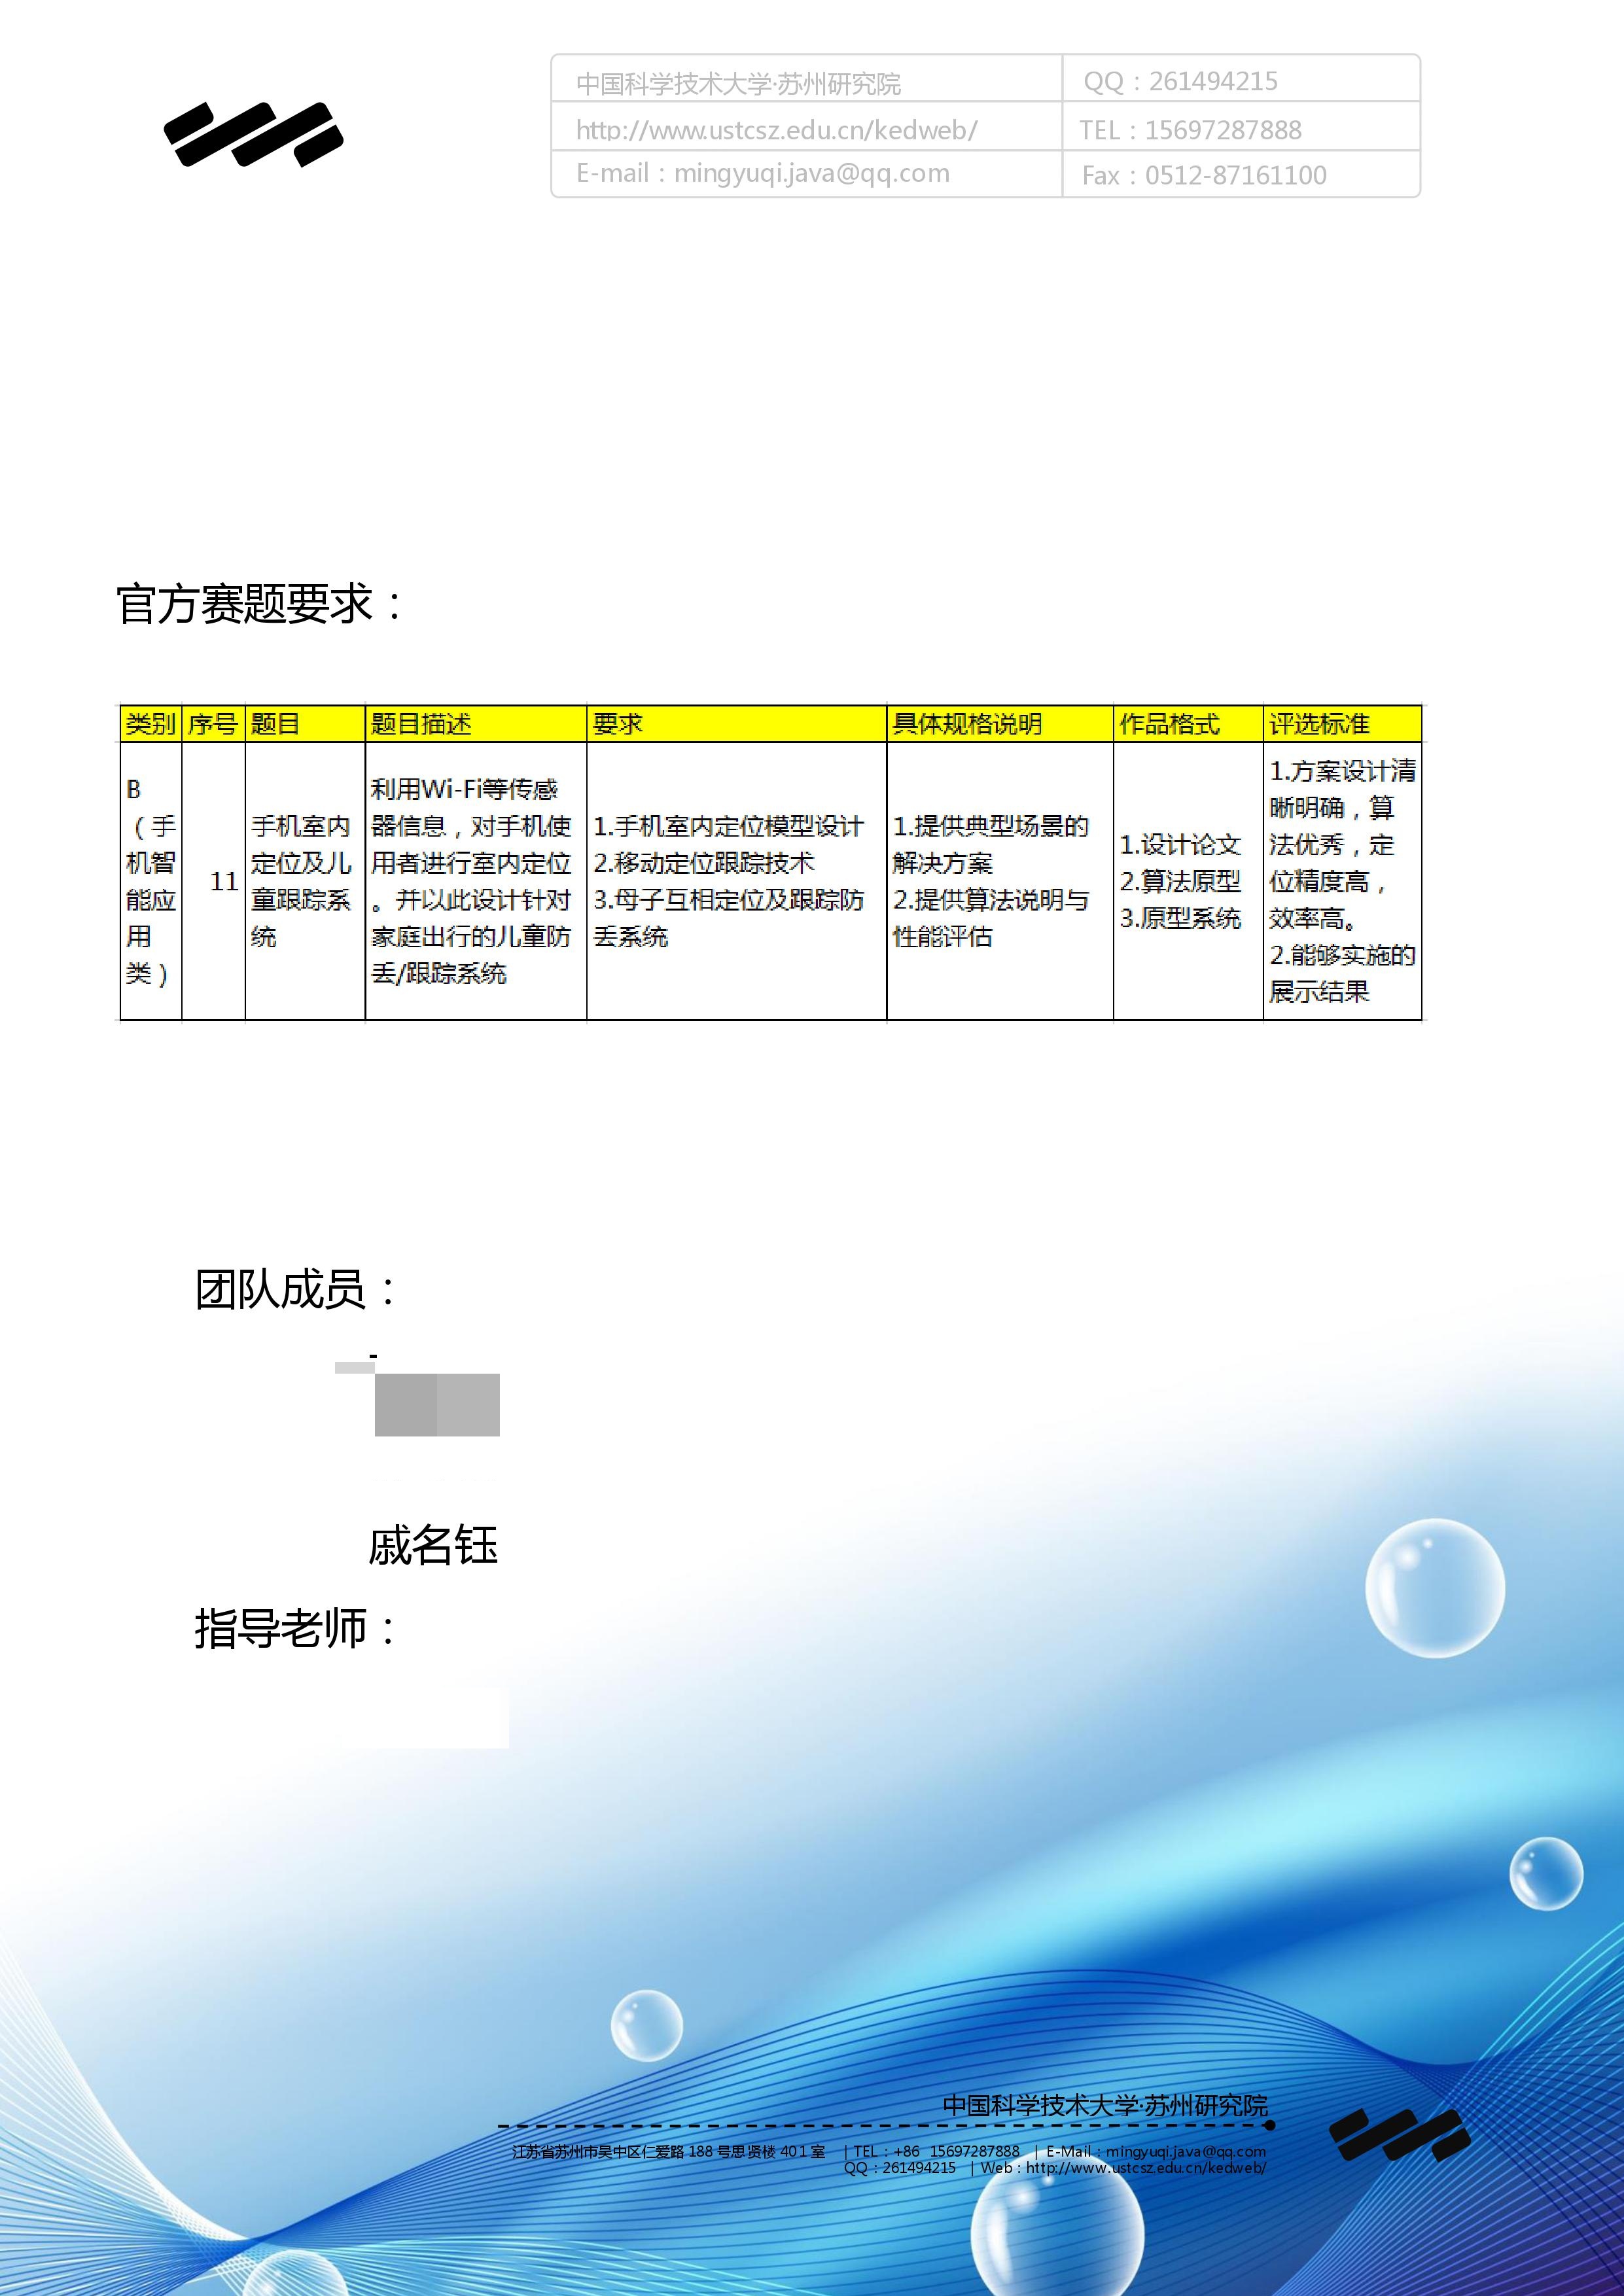 中国科学技术大学·苏州研究院
QQ：261494215
http://www.ustcsz.edu.cn/kedweb/
TEL：15697287888
E-mail：mingyuqi.java@qq.com
Fax：0512-87161100
官方赛题要求：
类别 序号 题目 题目描述 要求 具体规格说明 作品格式 评选标准
B
（手
机智
能应
用
类）
11
手机室内
定位及儿
童跟踪系
统
利用Wi-Fi等传感
器信息，对手机使
用者进行室内定位
。并以此设计针对
家庭出行的儿童防
丢/跟踪系统
1.手机室内定位模型设计
2.移动定位跟踪技术
3.母子互相定位及跟踪防
丢系统
1.提供典型场景的
解决方案
2.提供算法说明与
性能评估
1.设计论文
2.算法原型
3.原型系统
1.方案设计清
晰明确，算
法优秀，定
位精度高，
效率高。
2.能够实施的
展示结果
团队成员：
戚名钰
指导老师：
中国科学技术大学·苏州研究院
江苏省苏州市吴中区仁爱路 188 号思贤楼 401 室 | TEL：+86 15697287888 | E-Mail：mingyuqi.java@qq.com
QQ：261494215 | Web：http://www.ustcsz.edu.cn/kedweb/